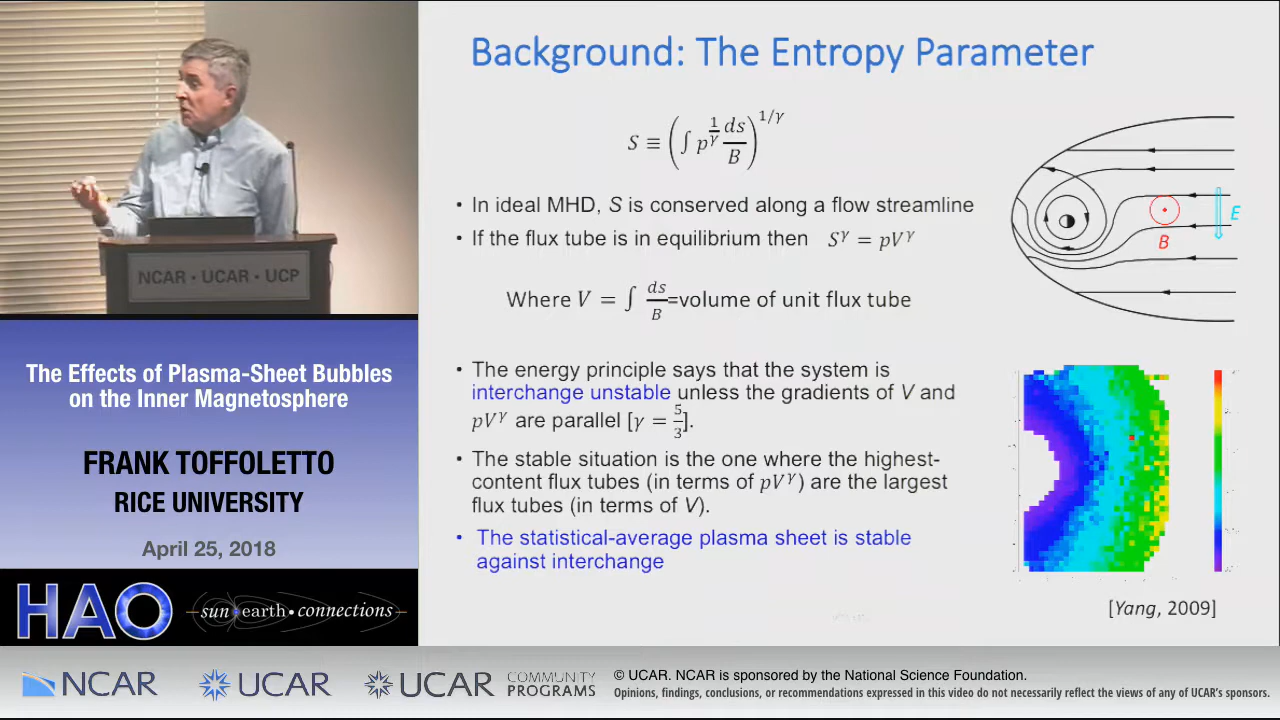 Background: The Entropy Parameter
S ≡ (∫ p^{1/γ} ds/B)^{1/γ}
• In ideal MHD, S is conserved along a flow streamline
• If the flux tube is in equilibrium then S^γ = pV^γ
Where V = ∫ ds/B=volume of unit flux tube
• The energy principle says that the system is
interchange unstable unless the gradients of V and
pV^γ are parallel [γ = 5/3].
• The stable situation is the one where the highest-
content flux tubes (in terms of pV^γ) are the largest
flux tubes (in terms of V).
• The statistical-average plasma sheet is stable
against interchange
E
B
[Yang, 2009]
NCAR • UCAR • UCP
The Effects of Plasma-Sheet Bubbles
on the Inner Magnetosphere
FRANK TOFFOLETTO
RICE UNIVERSITY
April 25, 2018
HAO
sun • earth • connections
NCAR
UCAR
UCAR
COMMUNITY
PROGRAMS
© UCAR. NCAR is sponsored by the National Science Foundation.
Opinions, findings, conclusions, or recommendations expressed in this video do not necessarily reflect the views of any of UCAR's sponsors.